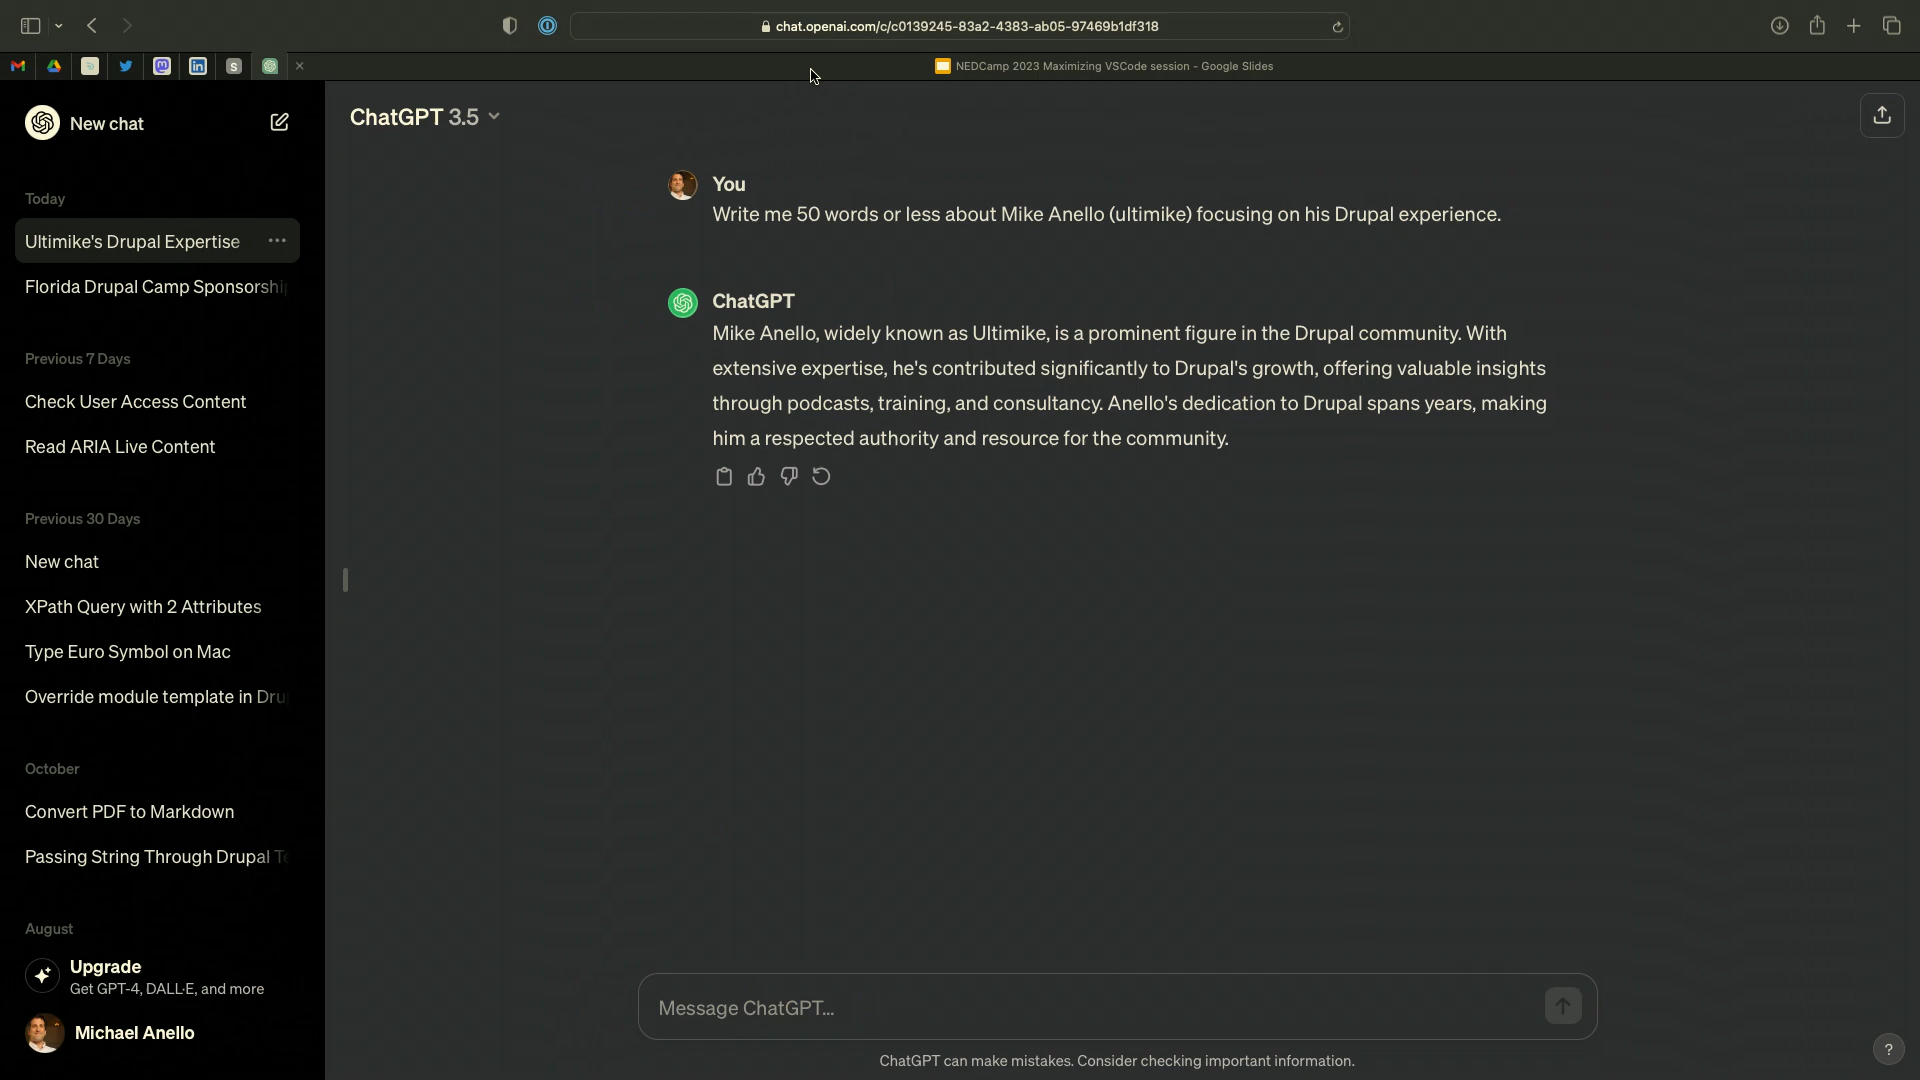 chat.openai.com/c/c0139245-83a2-4383-ab05-97469b1df318
NEDCamp 2023 Maximizing VSCode session - Google Slides
New chat
ChatGPT 3.5
Today
Ultimike's Drupal Expertise
Florida Drupal Camp Sponsorshi
Previous 7 Days
Check User Access Content
Read ARIA Live Content
Previous 30 Days
New chat
XPath Query with 2 Attributes
Type Euro Symbol on Mac
Override module template in Dru
October
Convert PDF to Markdown
Passing String Through Drupal Te
August
Upgrade
Get GPT-4, DALL·E, and more
Michael Anello
You
Write me 50 words or less about Mike Anello (ultimike) focusing on his Drupal experience.
ChatGPT
Mike Anello, widely known as Ultimike, is a prominent figure in the Drupal community. With
extensive expertise, he's contributed significantly to Drupal's growth, offering valuable insights
through podcasts, training, and consultancy. Anello's dedication to Drupal spans years, making
him a respected authority and resource for the community.
Message ChatGPT...
ChatGPT can make mistakes. Consider checking important information.
?